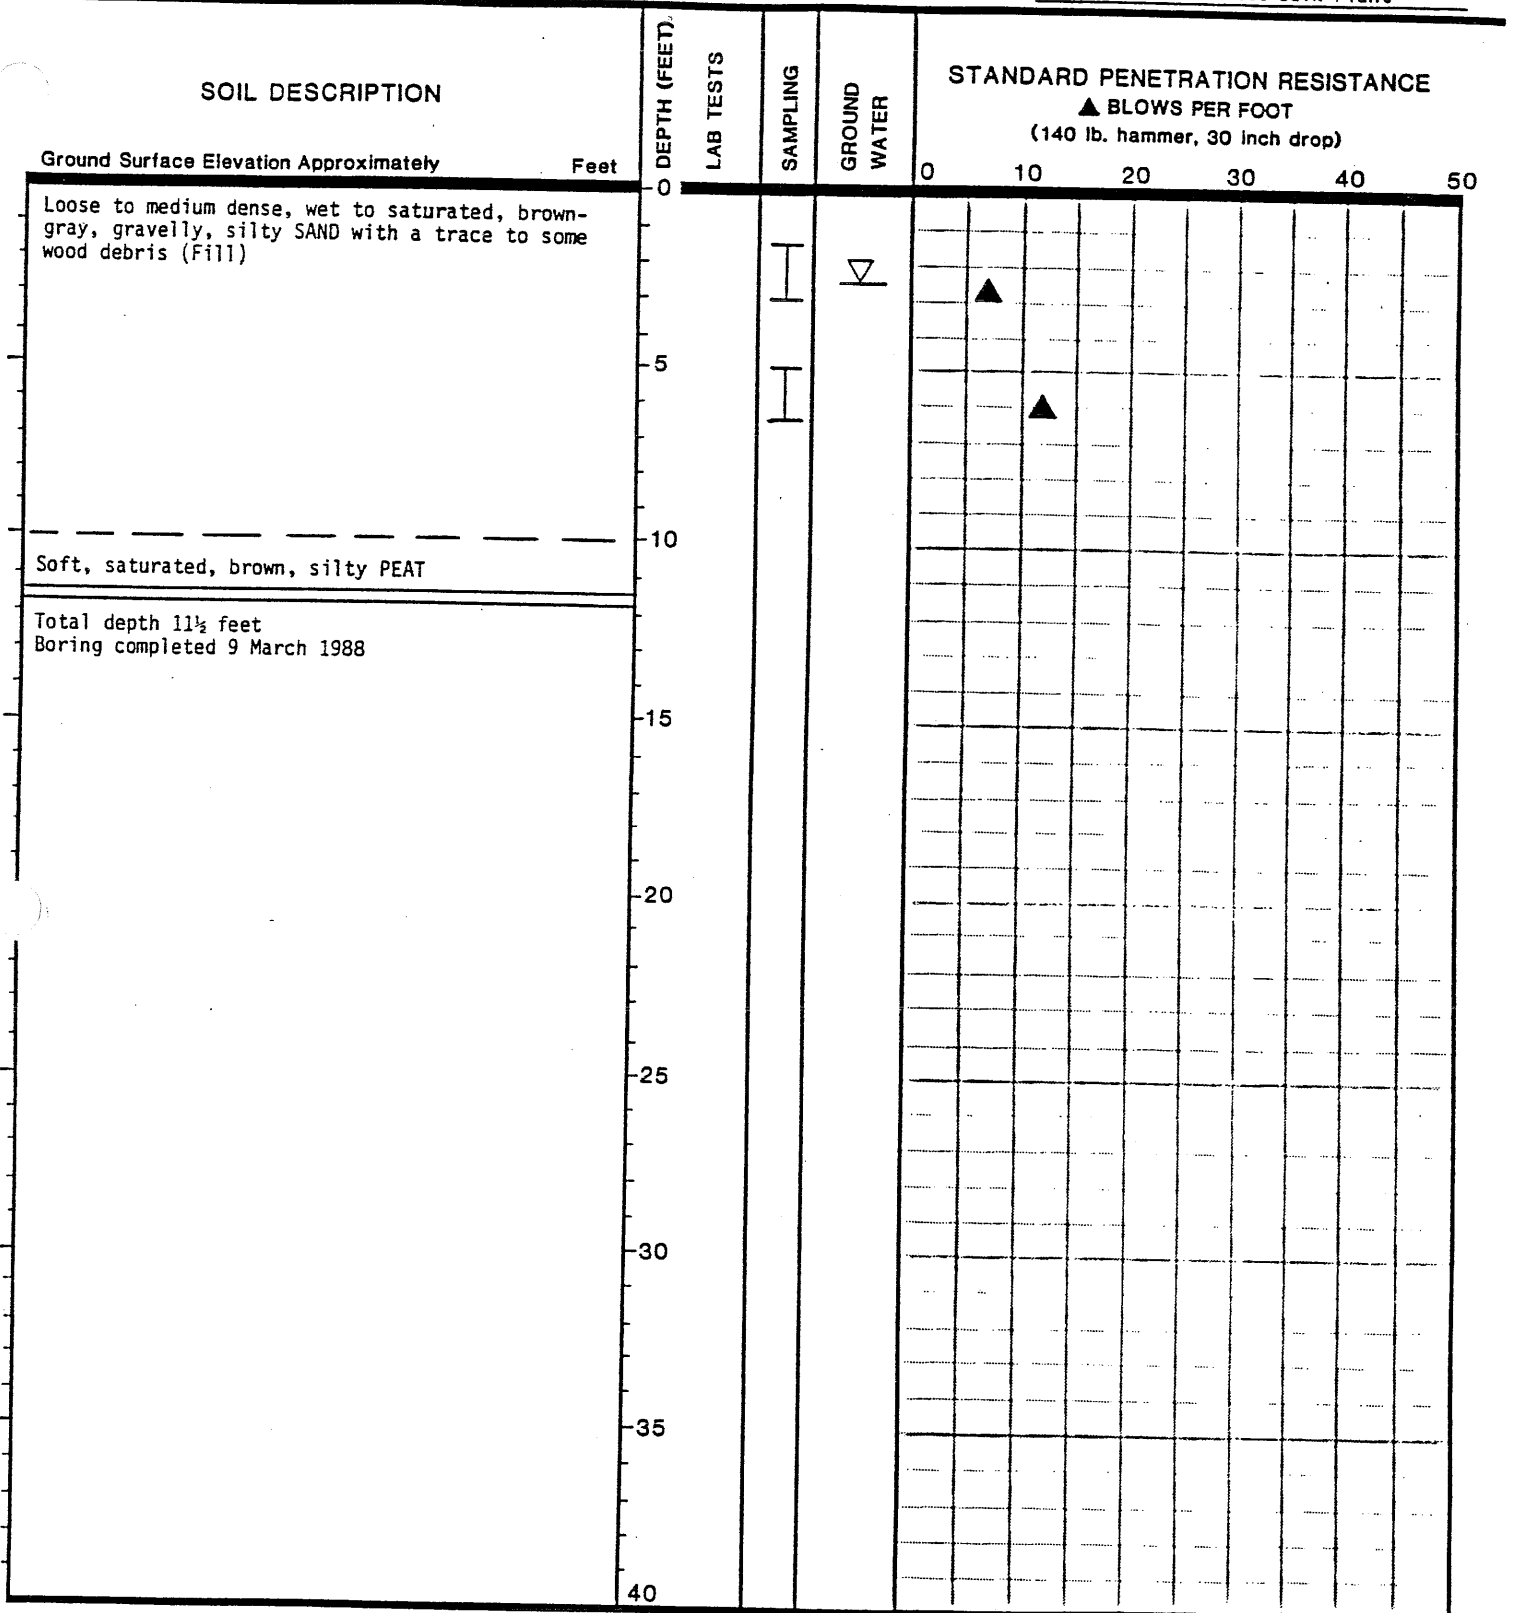 SOIL DESCRIPTION
Ground Surface Elevation Approximately Feet
DEPTH (FEET)
LAB TESTS
SAMPLING
GROUND
WATER
STANDARD PENETRATION RESISTANCE
▲ BLOWS PER FOOT
(140 lb. hammer, 30 inch drop)
0 10 20 30 40 50
0
Loose to medium dense, wet to saturated, brown-
gray, gravelly, silty SAND with a trace to some
wood debris (Fill)
5
10
Soft, saturated, brown, silty PEAT
Total depth 11½ feet
Boring completed 9 March 1988
15
20
25
30
35
40